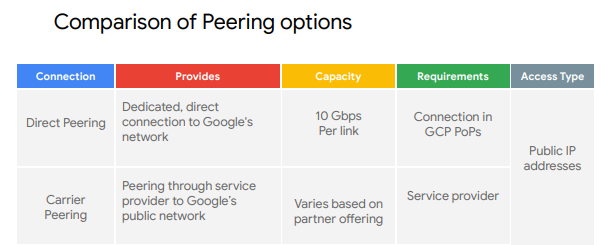 Comparison of Peering options
Connection
Provides
Capacity
Requirements
Access Type
Direct Peering
Dedicated, direct
connection to Google's
network
10 Gbps
Per link
Connection in
GCP PoPs
Public IP
addresses
Carrier
Peering
Peering through service
provider to Google's
public network
Varies based on
partner offering
Service provider